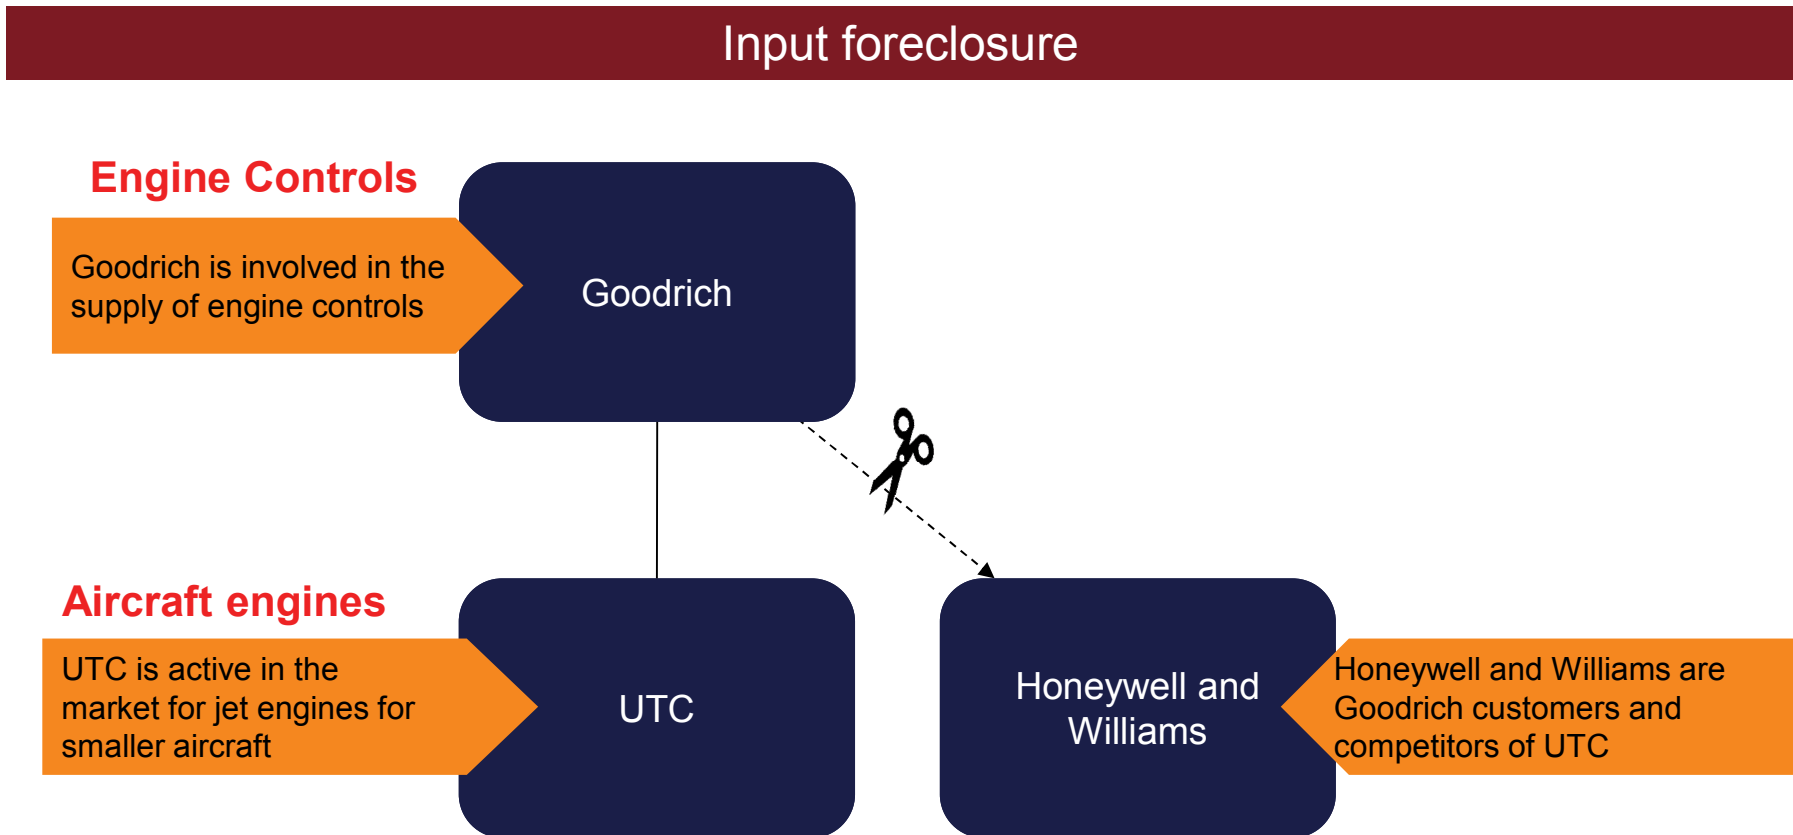 Input foreclosure
Engine Controls
Goodrich is involved in the
supply of engine controls
Goodrich
Aircraft engines
UTC is active in the
market for jet engines for
smaller aircraft
UTC
Honeywell and
Williams
Honeywell and Williams are
Goodrich customers and
competitors of UTC